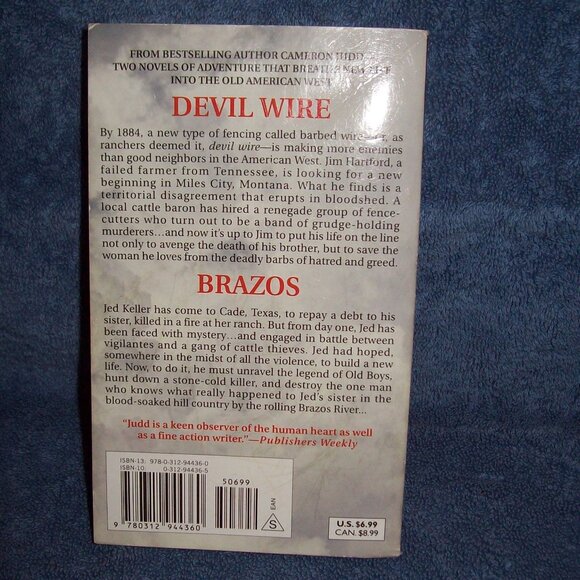 FROM BESTSELLING AUTHOR CAMERON JUDD
TWO NOVELS OF ADVENTURE THAT BREATHE NEW LIFE
INTO THE OLD AMERICAN WEST
DEVIL WIRE
By 1884, a new type of fencing called barbed wire—or, as
ranchers deemed it, devil wire—is making more enemies
than good neighbors in the American West. Jim Hartford, a
failed farmer from Tennessee, is looking for a new
beginning in Miles City, Montana. What he finds is a
territorial disagreement that erupts in bloodshed. A
local cattle baron has hired a renegade group of fence-
cutters who turn out to be a band of grudge-holding
murderers...and now it's up to Jim to put his life on the line
not only to avenge the death of his brother, but to save the
woman he loves from the deadly barbs of hatred and greed.
BRAZOS
Jed Keller has come to Cade, Texas, to repay a debt to his
sister, killed in a fire at her ranch. But from day one, Jed has
been faced with mystery...and engaged in battle between
vigilantes and a gang of cattle thieves. Jed had hoped,
somewhere in the midst of all the violence, to build a new
life. Now, to do it, he must unravel the legend of Old Boys,
hunt down a stone-cold killer, and destroy the one man
who knows what really happened to Jed's sister in the
blood-soaked hill country by the rolling Brazos River...
"Judd is a keen observer of the human heart as well
as a fine action writer."—Publishers Weekly
ISBN-13: 978-0-312-94436-0
ISBN-10: 0-312-94436-5
50699
9 780312 944360
S
EAN
U.S. $6.99
CAN. $8.99